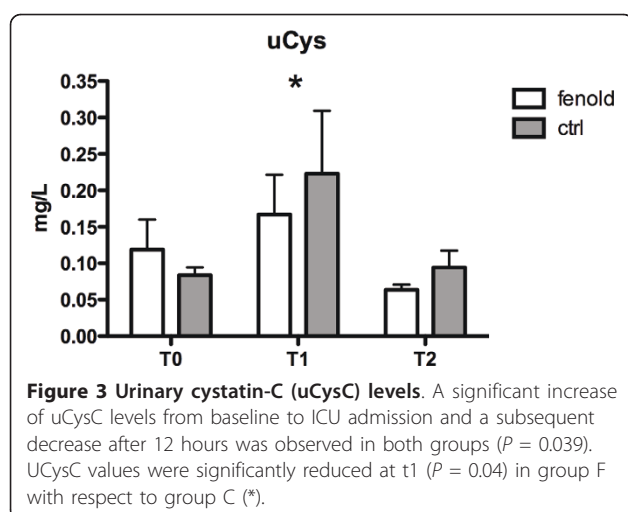 uCys
0.35
0.30
0.25
0.20
0.15
0.10
0.05
0.00
mg/L
*
fenold
ctrl
T0
T1
T2
Figure 3 Urinary cystatin-C (uCysC) levels. A significant increase
of uCysC levels from baseline to ICU admission and a subsequent
decrease after 12 hours was observed in both groups (P = 0.039).
UCysC values were significantly reduced at t1 (P = 0.04) in group F
with respect to group C (*).